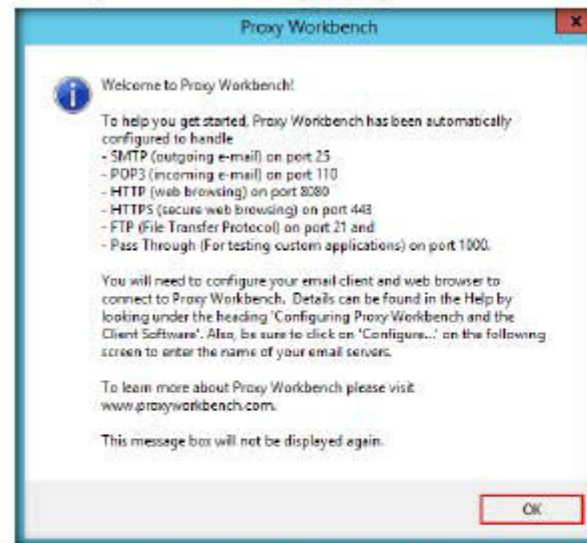 Proxy Workbench
x
Welcome to Proxy Workbench!
To help you get started, Proxy Workbench has been automatically
configured to handle
- SMTP (outgoing e-mail) on port 25
- POP3 (incoming e-mail) on port 110
- HTTP (web browsing) on port 8080
- HTTPS (secure web browsing) on port 443
- FTP (File Transfer Protocol) on port 21 and
- Pass Through (For testing custom applications) on port 1000.
You will need to configure your email client and web browser to
connect to Proxy Workbench. Details can be found in the Help by
looking under the heading 'Configuring Proxy Workbench and the
Client Software'. Also, be sure to click on 'Configure...' on the following
screen to enter the name of your email servers.
To learn more about Proxy Workbench please visit
www.proxyworkbench.com.
This message box will not be displayed again.
OK